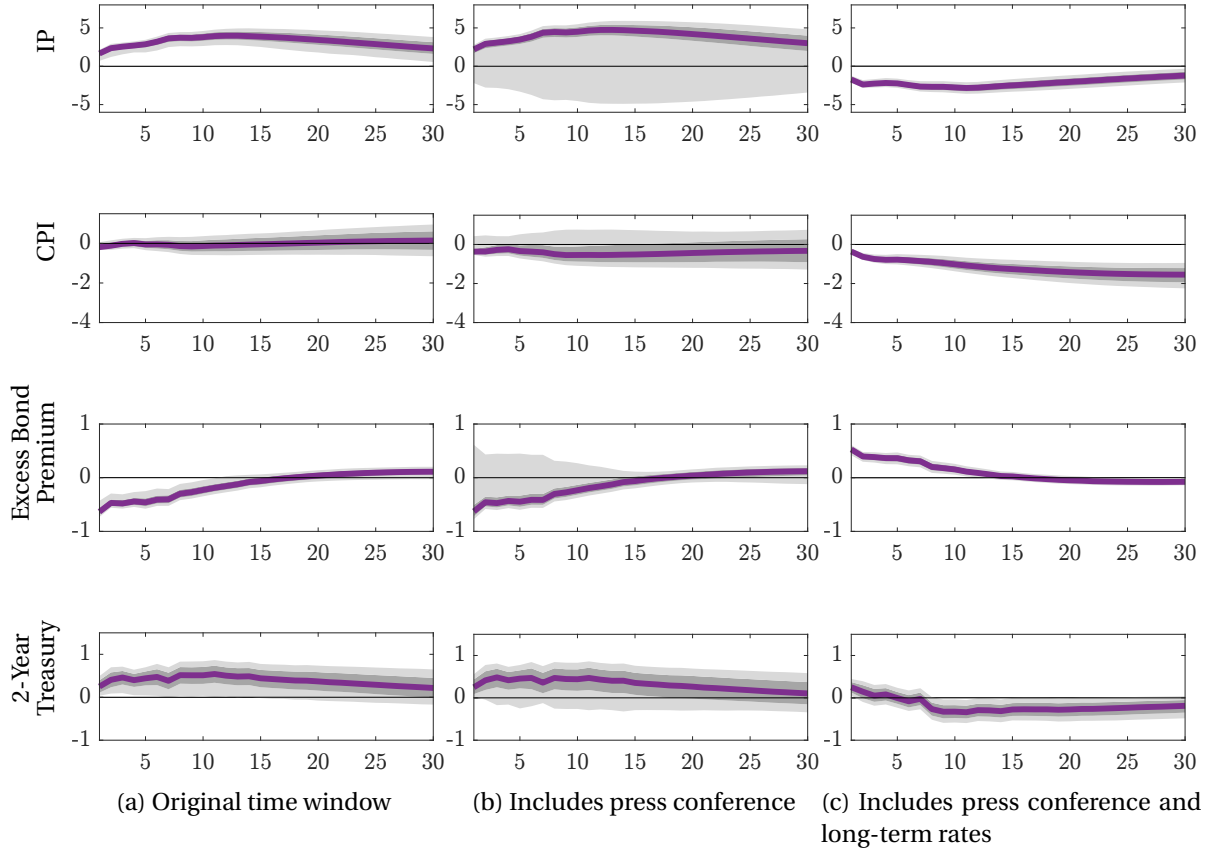 IP
5
0
-5
5 10 15 20 25 30
5
0
-5
5 10 15 20 25 30
5
0
-5
5 10 15 20 25 30
CPI
0
-2
-4
5 10 15 20 25 30
0
-2
-4
5 10 15 20 25 30
0
-2
-4
5 10 15 20 25 30
Excess Bond
Premium
1
0
-1
5 10 15 20 25 30
1
0
-1
5 10 15 20 25 30
1
0
-1
5 10 15 20 25 30
2-Year
Treasury
1
0
-1
5 10 15 20 25 30
1
0
-1
5 10 15 20 25 30
1
0
-1
5 10 15 20 25 30
(a) Original time window
(b) Includes press conference
(c) Includes press conference and
long-term rates